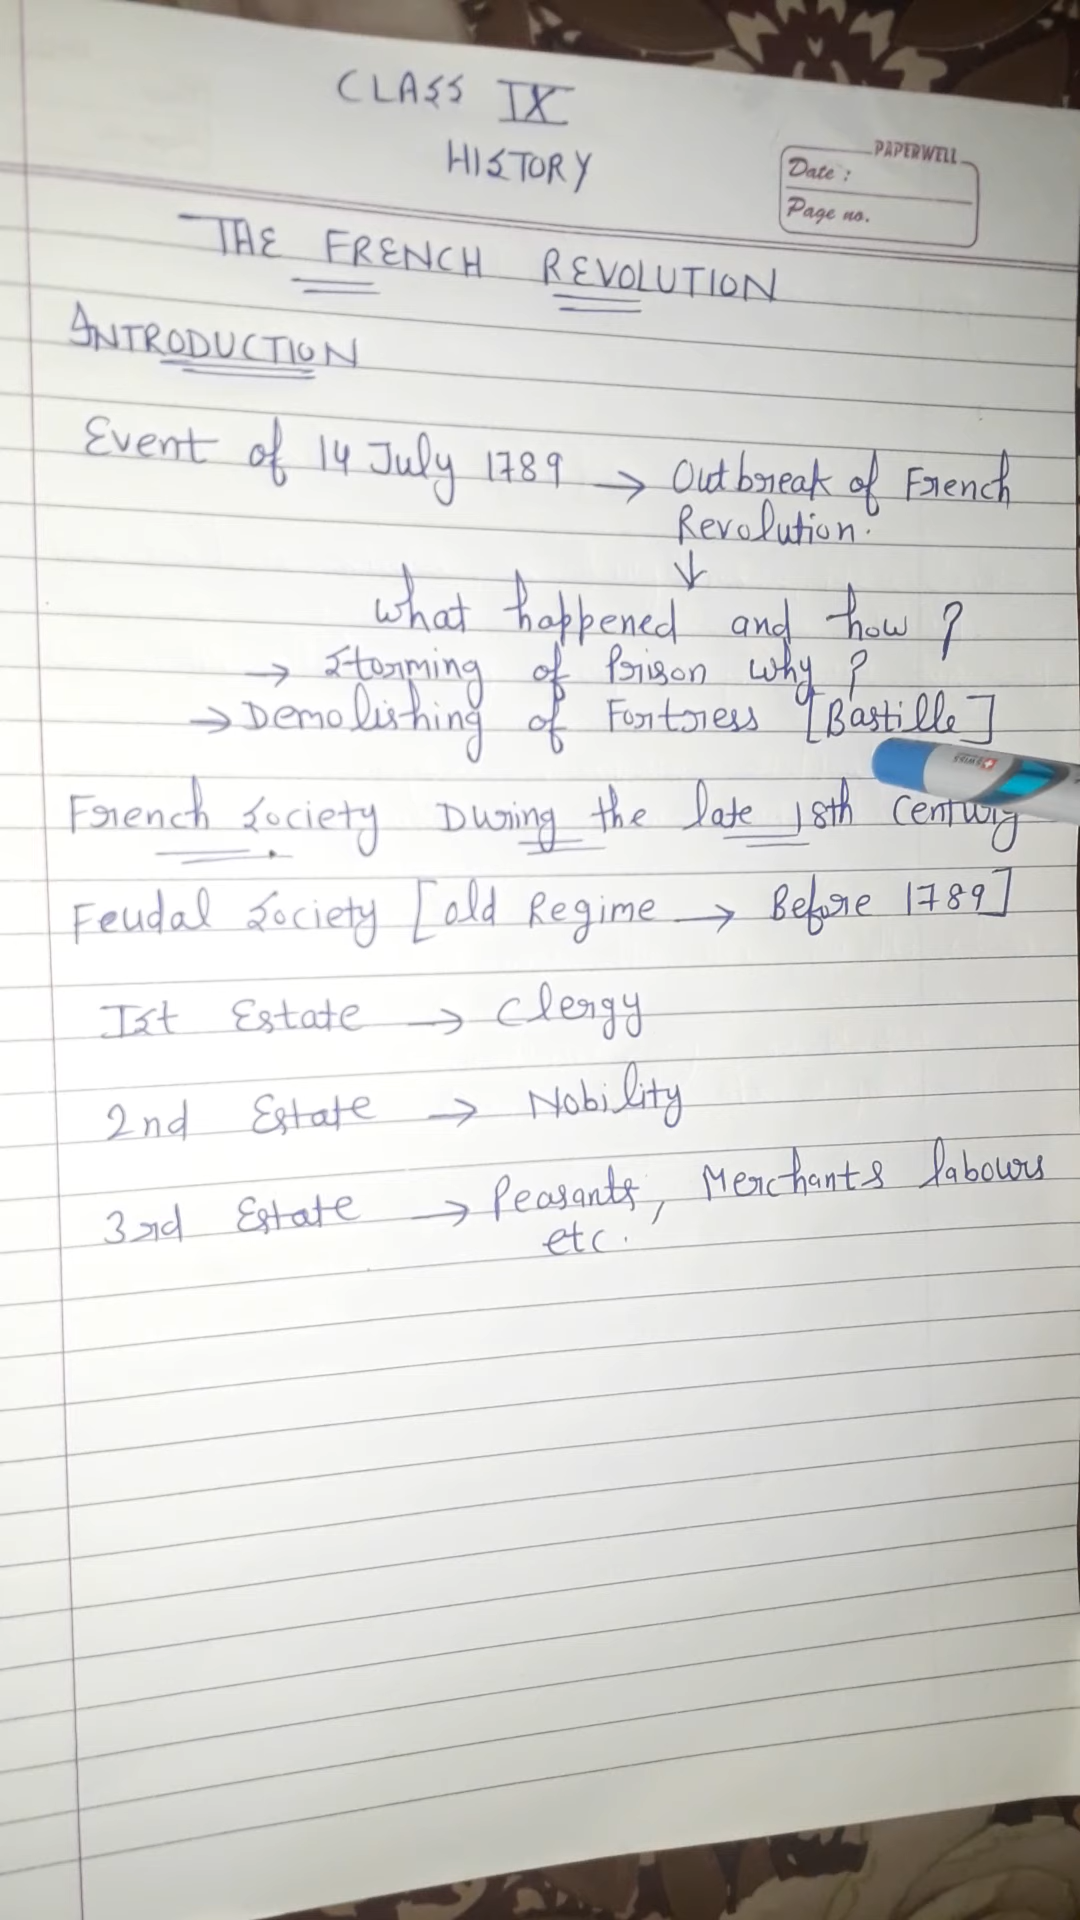 CLASS IX
HISTORY
PAPERWELL
Date :
Page no.
THE FRENCH REVOLUTION
INTRODUCTION
Event of 14 July 1789 → Outbreak of French
Revolution.
↓
what happened and how ?
→ Storming of Prison why ?
→ Demolishing of Fortress [Bastille]
French Society During the late 18th Century
Feudal Society [old Regime → Before 1789]
Ist Estate → Clergy
2nd Estate → Nobility
3rd Estate → Peasants, Merchants labours
etc.